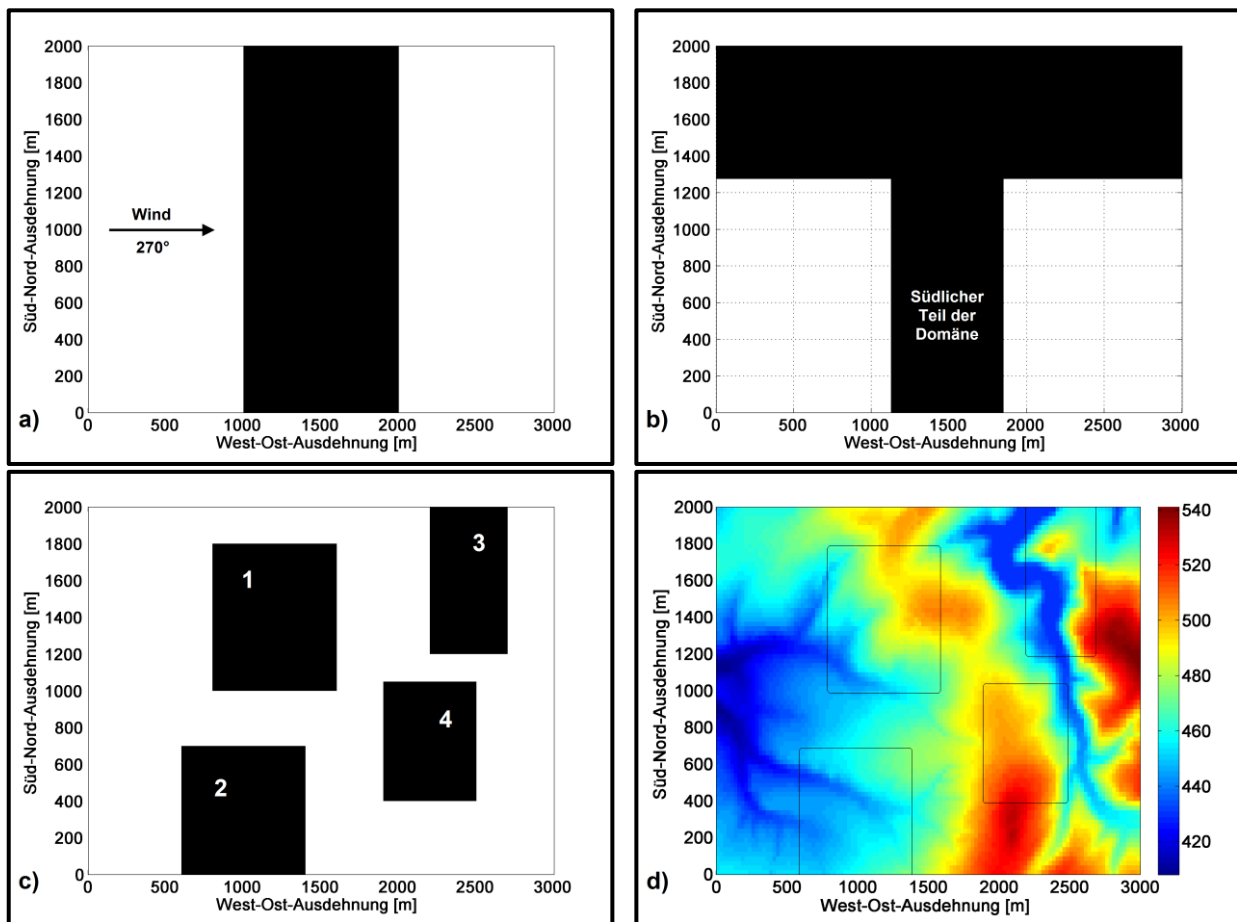 2000
1800
1600
1400
1200
1000
800
600
400
200
0
Süd-Nord-Ausdehnung [m]
Wind
270°
0 500 1000 1500 2000 2500 3000
West-Ost-Ausdehnung [m]
a)
2000
1800
1600
1400
1200
1000
800
600
400
200
0
Süd-Nord-Ausdehnung [m]
Südlicher
Teil der
Domäne
0 500 1000 1500 2000 2500 3000
West-Ost-Ausdehnung [m]
b)
2000
1800
1600
1400
1200
1000
800
600
400
200
0
Süd-Nord-Ausdehnung [m]
1
3
4
2
0 500 1000 1500 2000 2500 3000
West-Ost-Ausdehnung [m]
c)
2000
1800
1600
1400
1200
1000
800
600
400
200
0
Süd-Nord-Ausdehnung [m]
540
520
500
480
460
440
420
0 500 1000 1500 2000 2500 3000
West-Ost-Ausdehnung [m]
d)